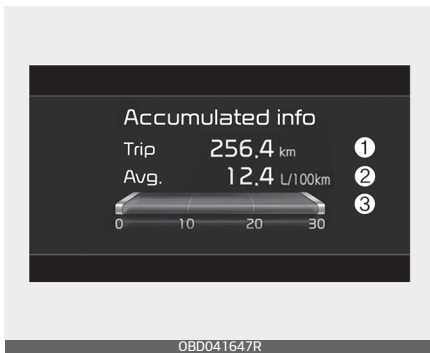 Accumulated info
Trip 256.4 km ①
Avg. 12.4 L/100km ②
③
0 10 20 30
OBD041647R